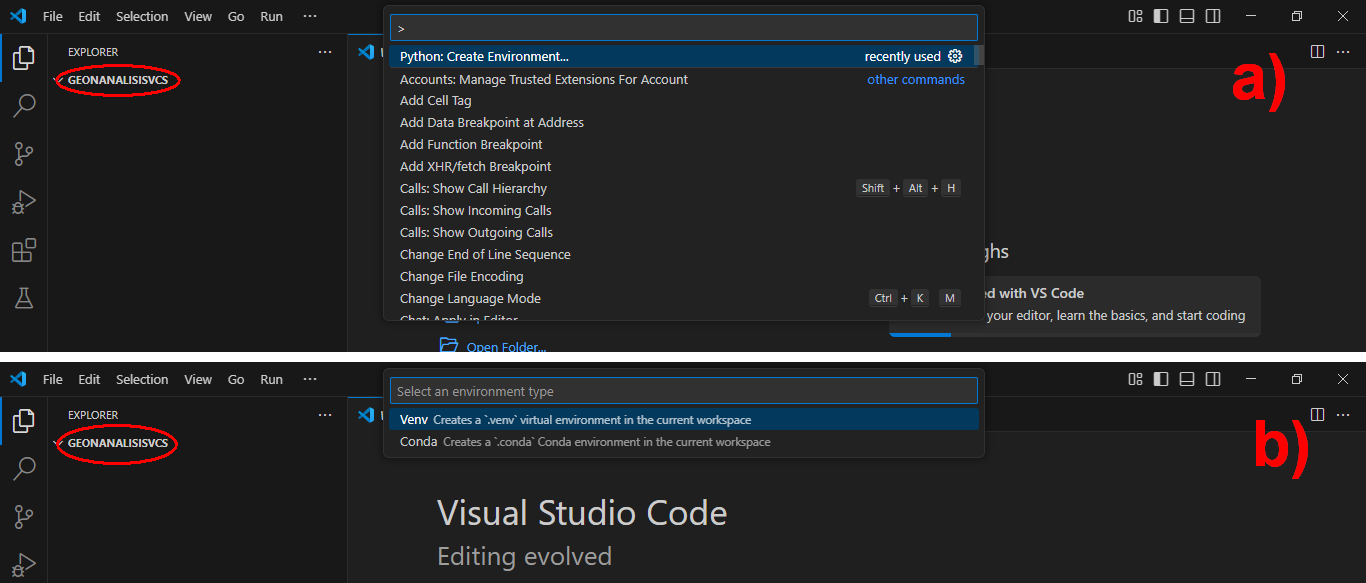 File Edit Selection View Go Run ···
>
EXPLORER ···
GEONANALISISVCS
Python: Create Environment... recently used
Accounts: Manage Trusted Extensions For Account other commands
a)
Add Cell Tag
Add Data Breakpoint at Address
Add Function Breakpoint
Add XHR/fetch Breakpoint
Calls: Show Call Hierarchy Shift + Alt + H
Calls: Show Incoming Calls
Calls: Show Outgoing Calls
Change End of Line Sequence
Change File Encoding
Change Language Mode Ctrl + K M
Chat: Apply in Editor
ghs
ed with VS Code
your editor, learn the basics, and start coding
Open Folder...
File Edit Selection View Go Run ···
Select an environment type
EXPLORER ···
GEONANALISISVCS
Venv Creates a `.venv` virtual environment in the current workspace
Conda Creates a `.conda` Conda environment in the current workspace
b)
Visual Studio Code
Editing evolved